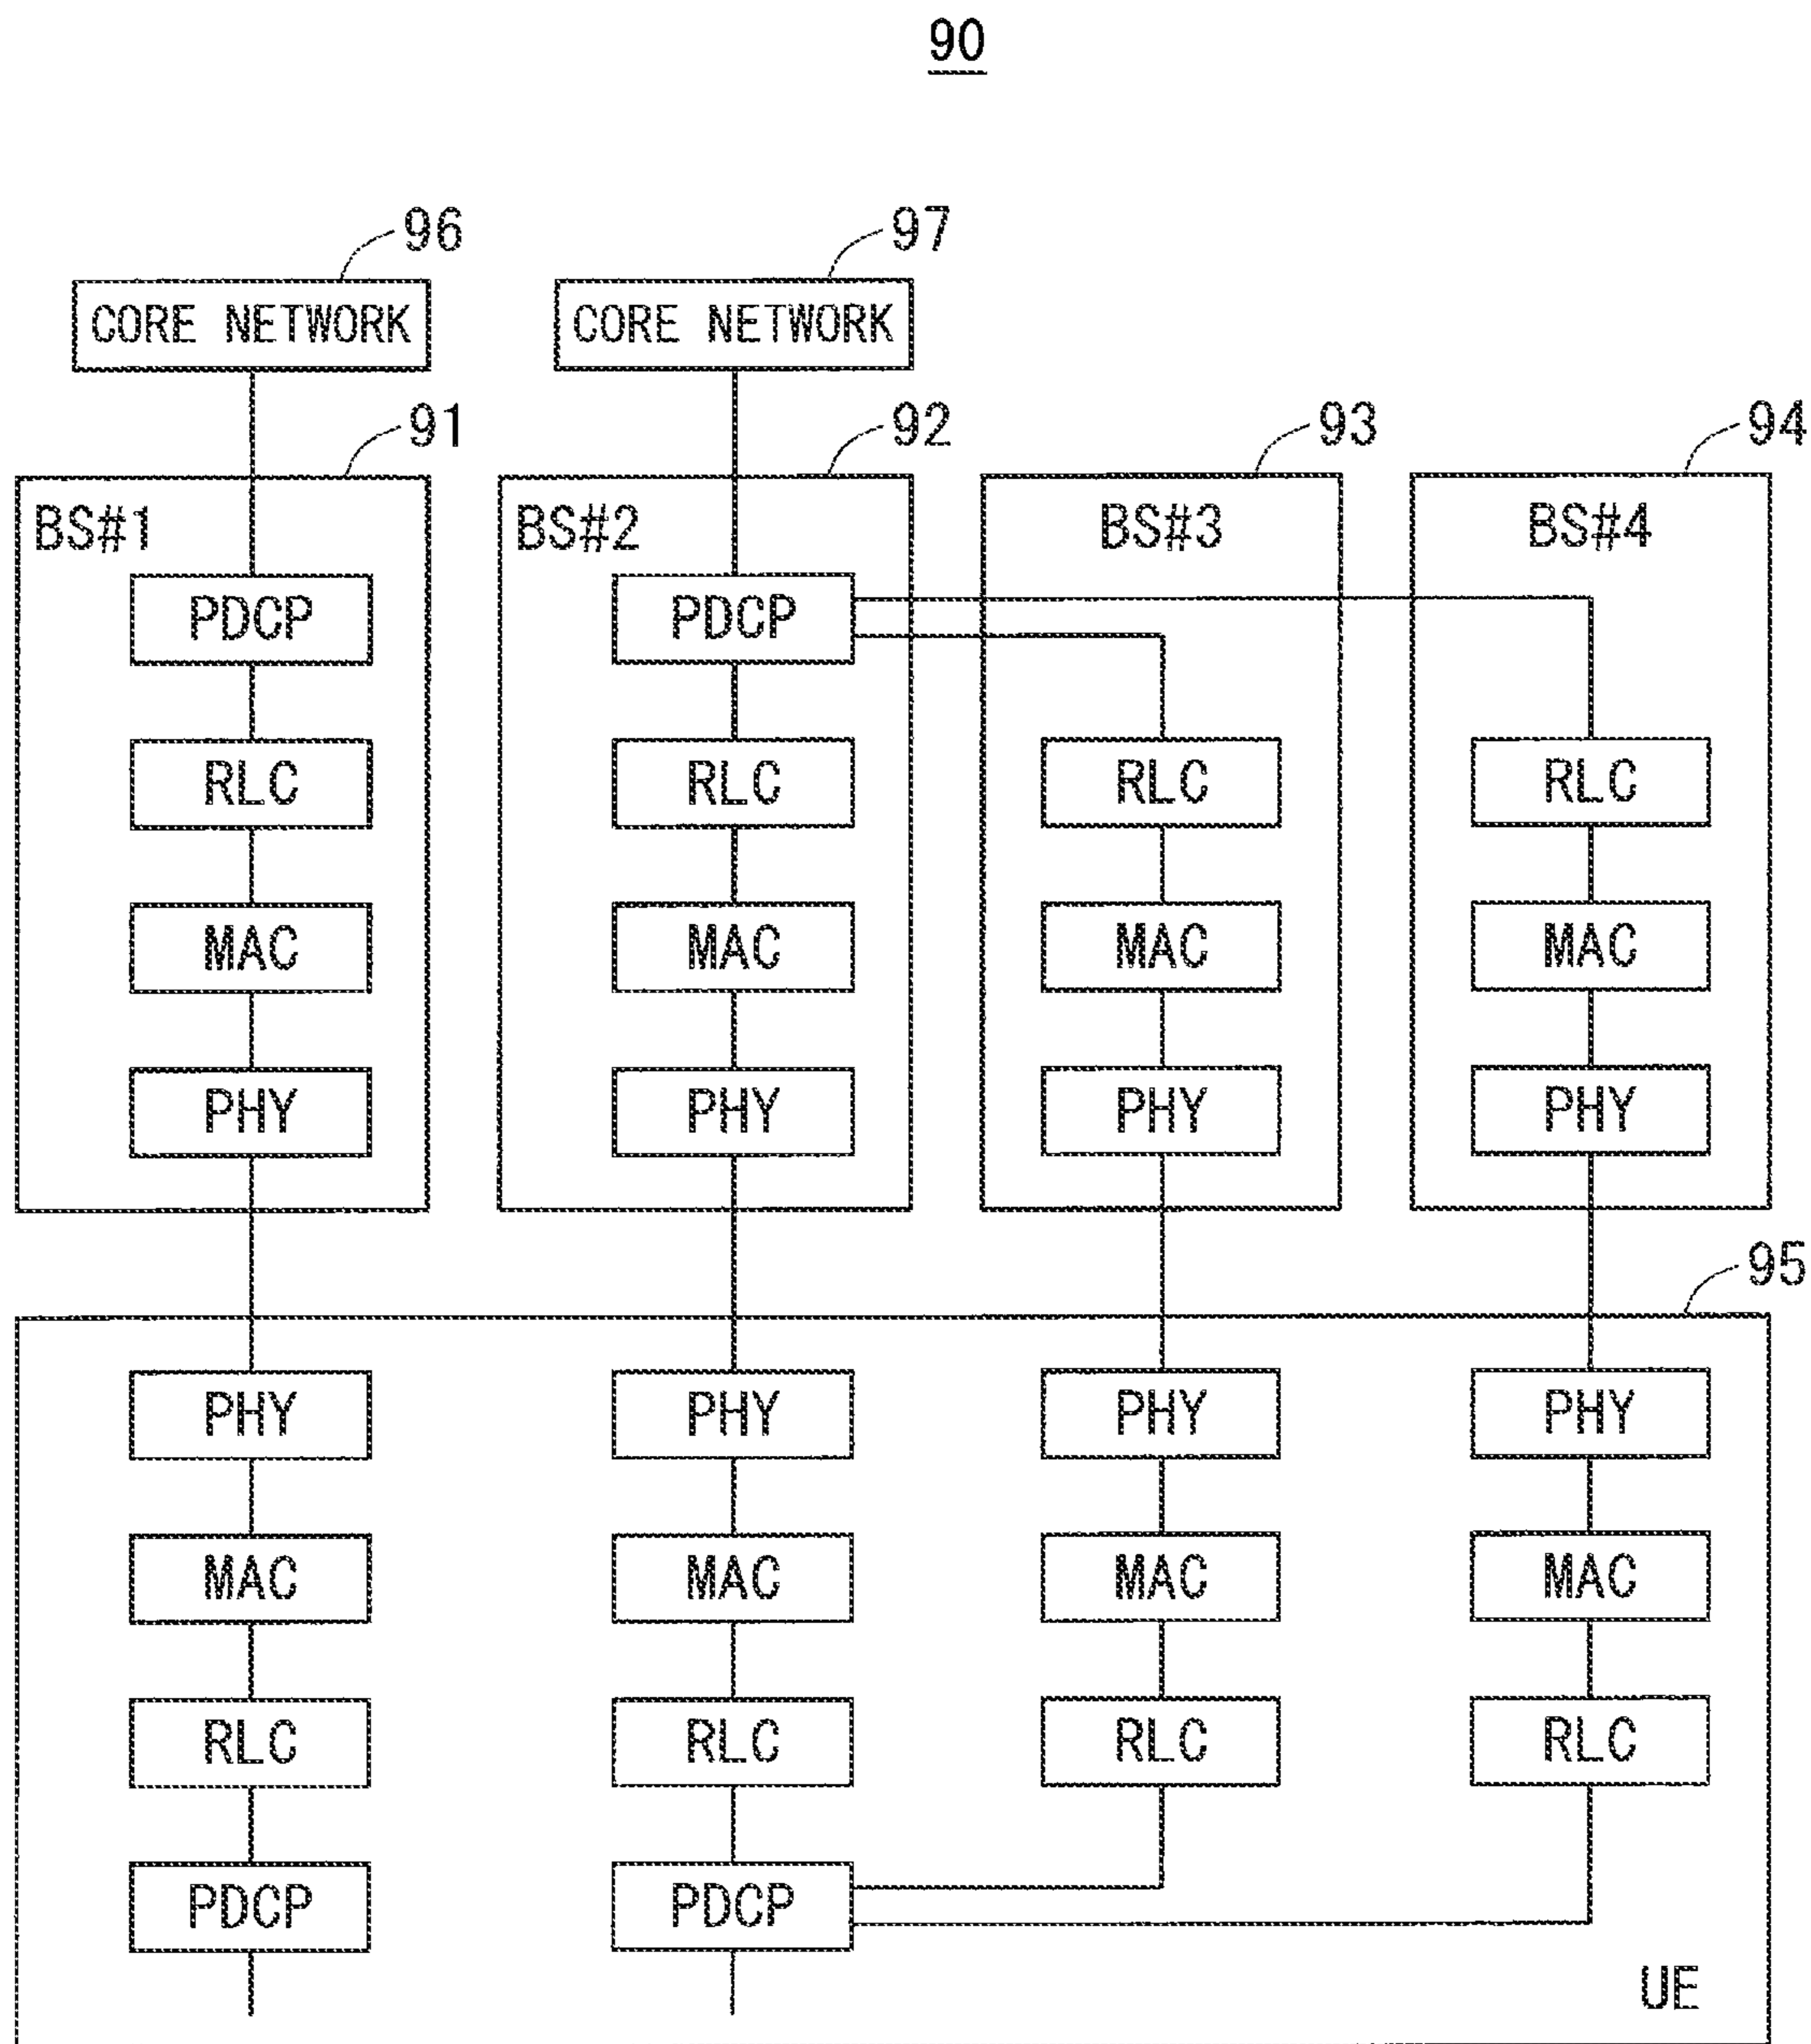 90
96
97
CORE NETWORK
CORE NETWORK
91
92
93
94
BS#1
BS#2
BS#3
BS#4
PDCP
PDCP
RLC
RLC
RLC
RLC
MAC
MAC
MAC
MAC
PHY
PHY
PHY
PHY
95
PHY
PHY
PHY
PHY
MAC
MAC
MAC
MAC
RLC
RLC
RLC
RLC
PDCP
PDCP
UE